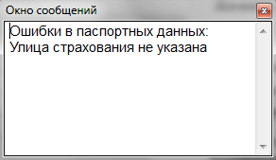 Окно сообщений
Ошибки в паспортных данных:
Улица страхования не указана